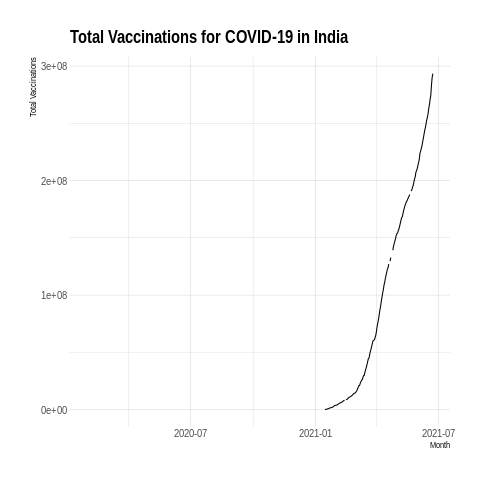 Total Vaccinations for COVID-19 in India
Total Vaccinations
3e+08
2e+08
1e+08
0e+00
2020-07
2021-01
2021-07
Month